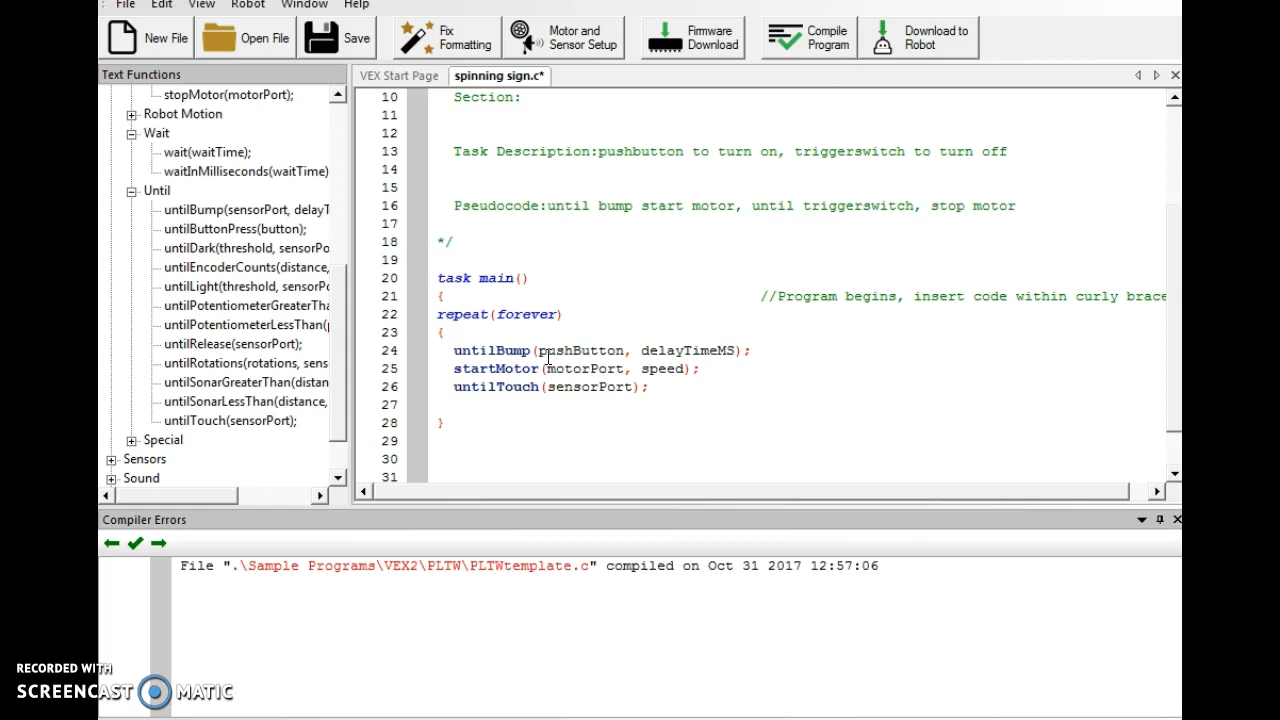 File Edit View Robot Window Help
New File Open File Save Fix Formatting Motor and Sensor Setup Firmware Download Compile Program Download to Robot
Text Functions
VEX Start Page spinning sign.c*
stopMotor(motorPort);
Robot Motion
Wait
wait(waitTime);
waitInMilliseconds(waitTime)
Until
untilBump(sensorPort, delayT
untilButtonPress(button);
untilDark(threshold, sensorPo
untilEncoderCounts(distance,
untilLight(threshold, sensorPo
untilPotentiometerGreaterTha
untilPotentiometerLessThan(p
untilRelease(sensorPort);
untilRotations(rotations, sens
untilSonarGreaterThan(distan
untilSonarLessThan(distance,
untilTouch(sensorPort);
Special
Sensors
Sound
10 Section:
11
12
13 Task Description:pushbutton to turn on, triggerswitch to turn off
14
15
16 Pseudocode:until bump start motor, until triggerswitch, stop motor
17
18 */
19
20 task main()
21 { //Program begins, insert code within curly brace
22 repeat(forever)
23 {
24 untilBump(pushButton, delayTimeMS);
25 startMotor(motorPort, speed);
26 untilTouch(sensorPort);
27
28 }
29
30
31
Compiler Errors
File ".\Sample Programs\VEX2\PLTW\PLTWtemplate.c" compiled on Oct 31 2017 12:57:06
RECORDED WITH
SCREENCAST MATIC